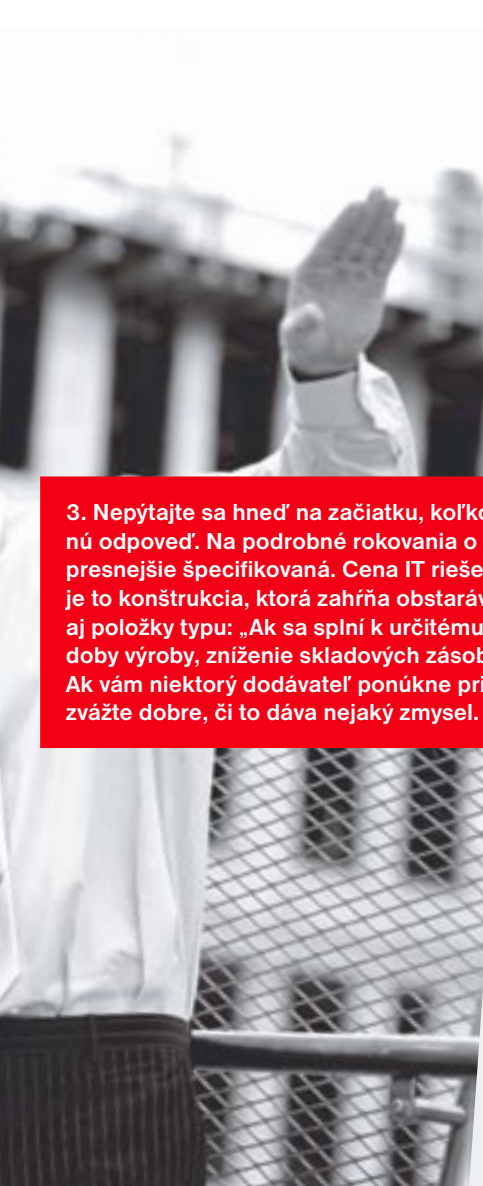 3. Nepýtajte sa hneď na začiatku, koľko
nú odpoveď. Na podrobné rokovania o
presnejšie špecifikovaná. Cena IT rieše
je to konštrukcia, ktorá zahŕňa obstaráv
aj položky typu: „Ak sa splní k určitému
doby výroby, zníženie skladových zásob
Ak vám niektorý dodávateľ ponúkne pri
zvážte dobre, či to dáva nejaký zmysel.